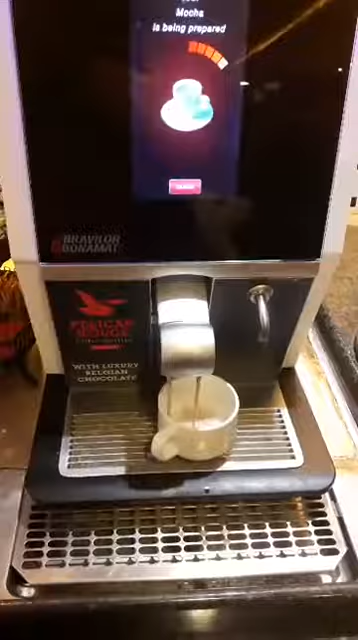 Mocha
is being prepared
BRAVILOR
BONAMAT
PELICAN
ROUGE
WITH LUXURY
BELGIAN
CHOCOLATE